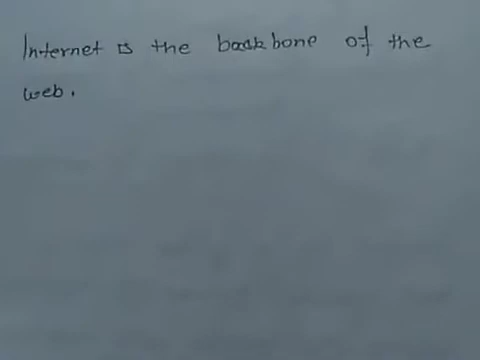 Internet is the backbone of the
web.